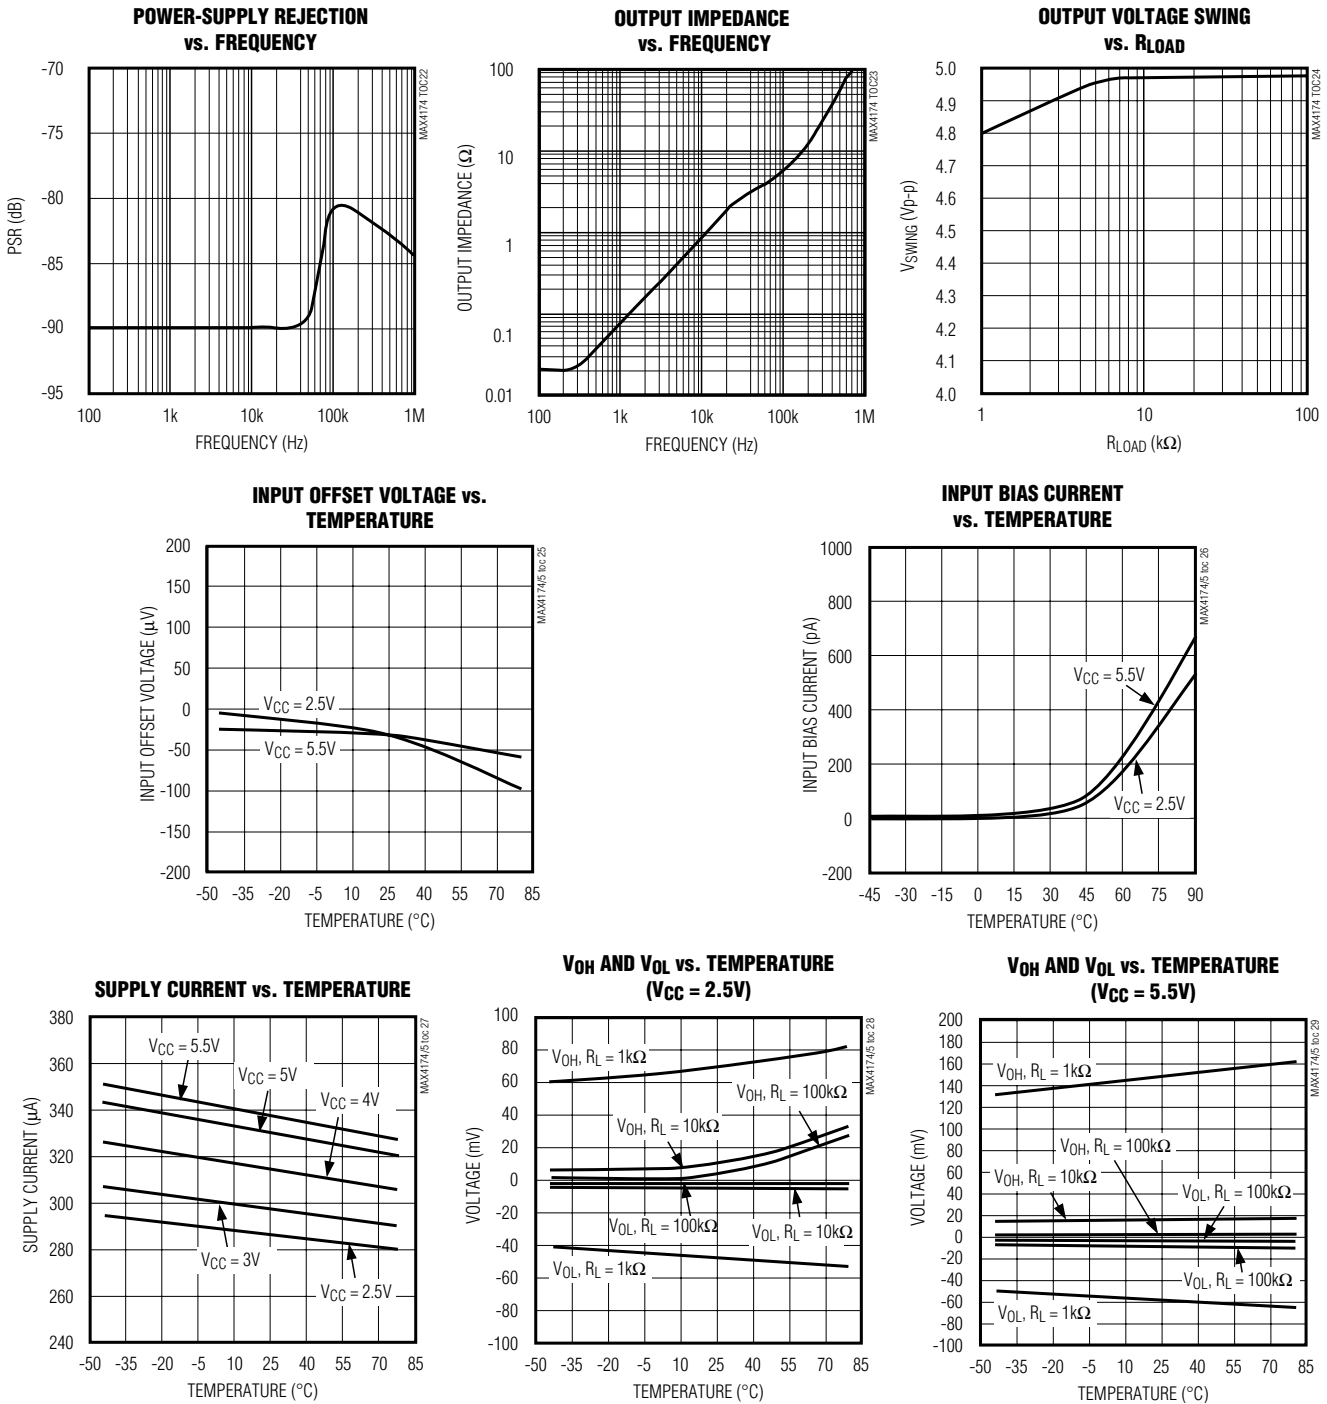 POWER-SUPPLY REJECTION
vs. FREQUENCY
-70
-75
-80
-85
-90
-95
PSR (dB)
100
1k
10k
100k
1M
FREQUENCY (Hz)
MAX4174 TOC22
OUTPUT IMPEDANCE
vs. FREQUENCY
100
10
1
0.1
0.01
OUTPUT IMPEDANCE (Ω)
100
1k
10k
100k
1M
FREQUENCY (Hz)
MAX4174 TOC23
OUTPUT VOLTAGE SWING
vs. RLOAD
5.0
4.9
4.8
4.7
4.6
4.5
4.4
4.3
4.2
4.1
4.0
VSWING (Vp-p)
1
10
100
RLOAD (kΩ)
MAX4174 TOC24
INPUT OFFSET VOLTAGE vs.
TEMPERATURE
200
150
100
50
0
-50
-100
-150
-200
INPUT OFFSET VOLTAGE (μV)
VCC = 2.5V
VCC = 5.5V
-50
-35
-20
-5
10
25
40
55
70
85
TEMPERATURE (°C)
MAX4174/5 toc 25
INPUT BIAS CURRENT
vs. TEMPERATURE
1000
800
600
400
200
0
-200
INPUT BIAS CURRENT (pA)
VCC = 5.5V
VCC = 2.5V
-45
-30
-15
0
15
30
45
60
75
90
TEMPERATURE (°C)
MAX4174/5 toc 26
SUPPLY CURRENT vs. TEMPERATURE
380
360
340
320
300
280
260
240
SUPPLY CURRENT (μA)
VCC = 5.5V
VCC = 5V
VCC = 4V
VCC = 3V
VCC = 2.5V
-50
-35
-5
10
25
55
70
85
TEMPERATURE (°C)
MAX4174/5 toc 27
VOH AND VOL vs. TEMPERATURE
(VCC = 2.5V)
100
80
60
40
20
0
-20
-40
-60
-80
-100
VOLTAGE (mV)
VOH, RL = 1kΩ
VOH, RL = 100kΩ
VOH, RL = 10kΩ
VOL, RL = 100kΩ
VOL, RL = 10kΩ
VOL, RL = 1kΩ
-50
-35
-20
-5
10
25
40
55
70
85
TEMPERATURE (°C)
MAX4174/5 toc 28
VOH AND VOL vs. TEMPERATURE
(VCC = 5.5V)
200
180
160
140
120
100
80
60
40
20
0
-20
-40
-60
-80
-100
VOLTAGE (mV)
VOH, RL = 1kΩ
VOH, RL = 100kΩ
VOH, RL = 10kΩ
VOL, RL = 100kΩ
VOL, RL = 100kΩ
VOL, RL = 1kΩ
-50
-35
-20
-5
10
25
40
55
70
85
TEMPERATURE (°C)
MAX4174/5 toc 29